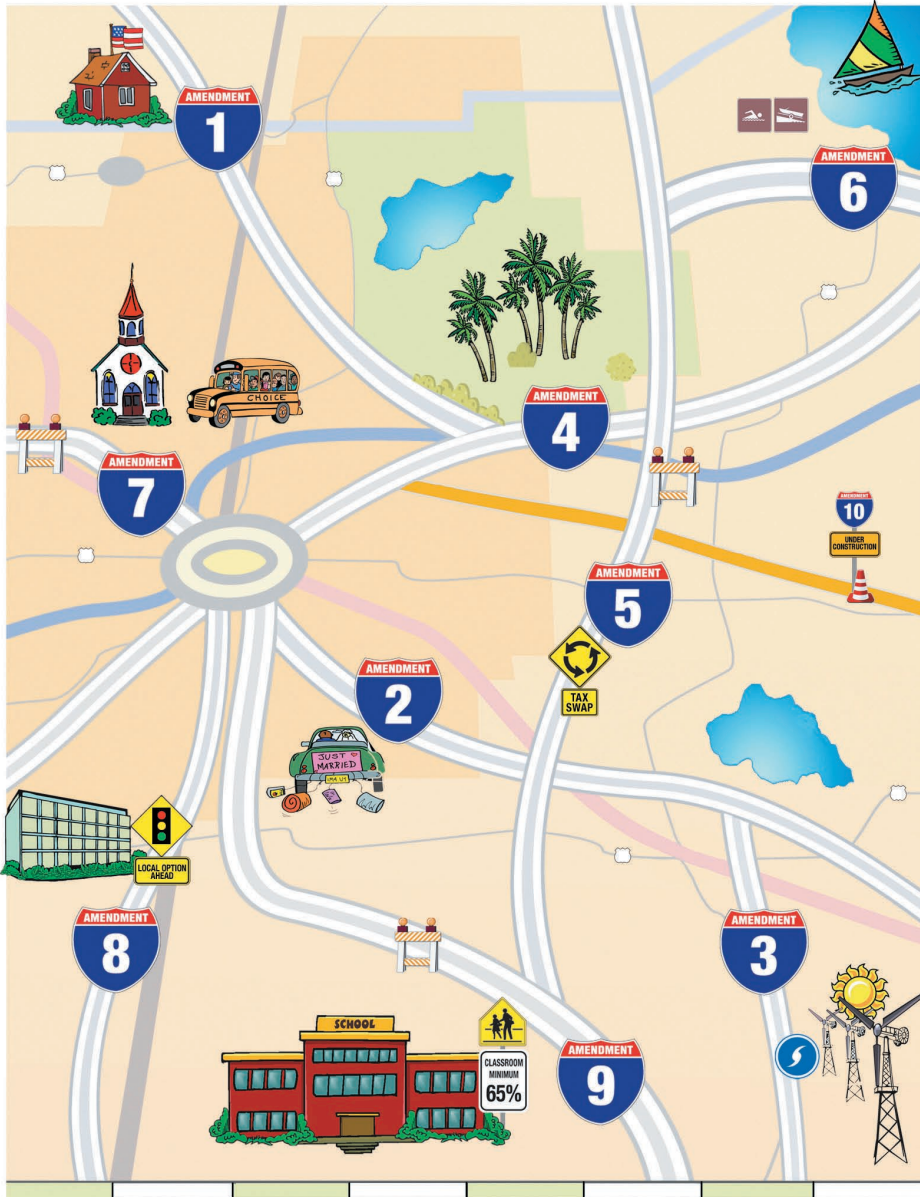 AMENDMENT
1
AMENDMENT
6
CHOICE
AMENDMENT
4
AMENDMENT
7
AMENDMENT
10
UNDER
CONSTRUCTION
AMENDMENT
5
TAX
SWAP
AMENDMENT
2
JUST
MARRIED
LOCAL OPTION
AHEAD
AMENDMENT
8
AMENDMENT
3
SCHOOL
CLASSROOM
MINIMUM
65%
AMENDMENT
9